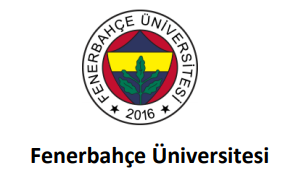 FENERBAHÇE ÜNİVERSİTESİ
★ 2016 ★
Fenerbahçe Üniversitesi